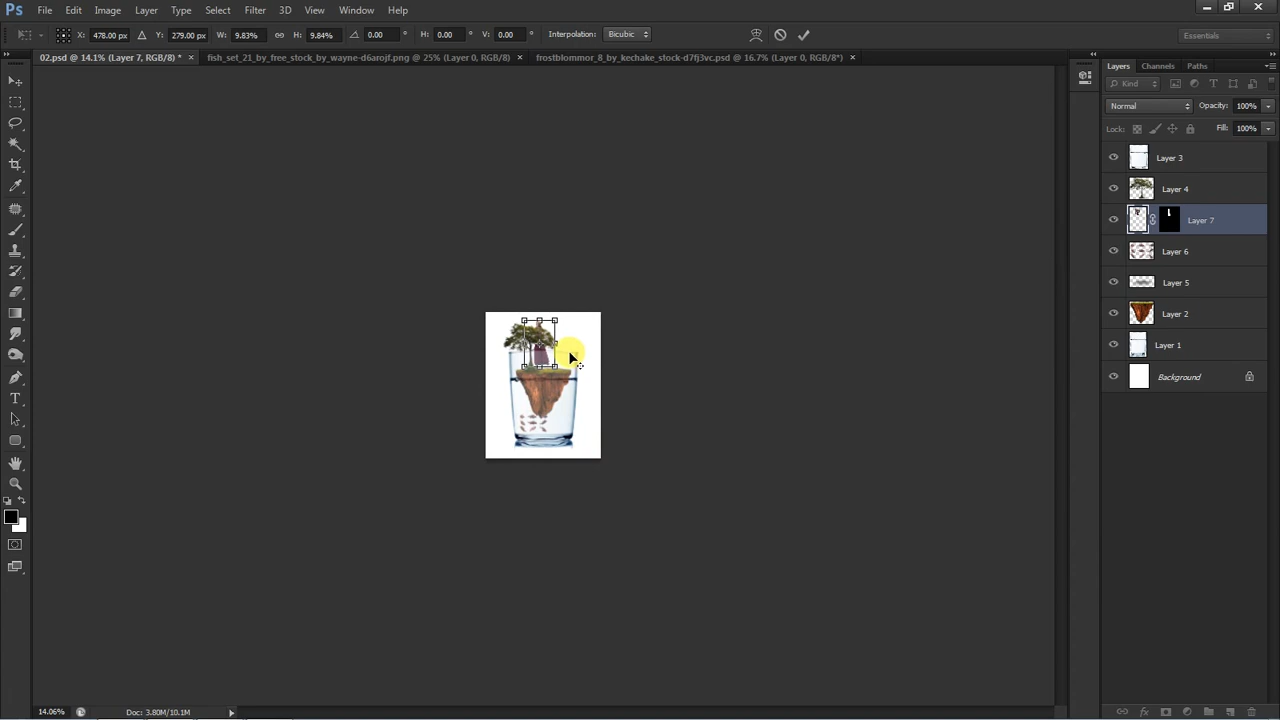 Ps File Edit Image Layer Type Select Filter 3D View Window Help
X: 478.00 px Y: 279.00 px W: 9.83% H: 9.84% 0.00 ° H: 0.00 ° V: 0.00 ° Interpolation: Bicubic Essentials
02.psd @ 14.1% (Layer 7, RGB/8) * × fish_set_21_by_free_stock_by_wayne-d6arojf.png @ 25% (Layer 0, RGB/8) × frostblommor_8_by_kechake_stock-d7fj3vc.psd @ 16.7% (Layer 0, RGB/8*) ×
Layers Channels Paths
Kind
Normal Opacity: 100%
Lock: Fill: 100%
Layer 3
Layer 4
Layer 7
Layer 6
Layer 5
Layer 2
Layer 1
Background
14.06% Doc: 3.80M/10.1M